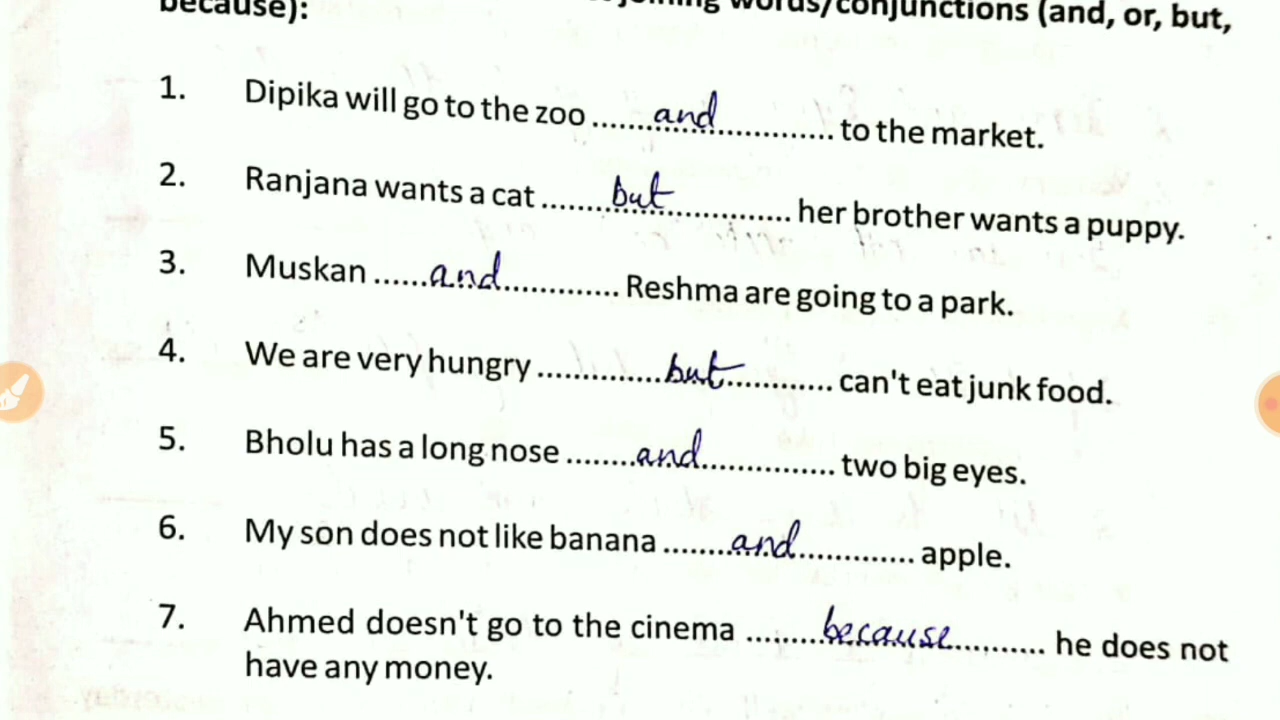 words/conjunctions (and, or, but,
because):
1. Dipika will go to the zoo ......and.............. to the market.
2. Ranjana wants a cat .......but.............. her brother wants a puppy.
3. Muskan ......and............. Reshma are going to a park.
4. We are very hungry ..............but............ can't eat junk food.
5. Bholu has a long nose ........and............... two big eyes.
6. My son does not like banana ........and............. apple.
7. Ahmed doesn't go to the cinema .........because........... he does not
have any money.